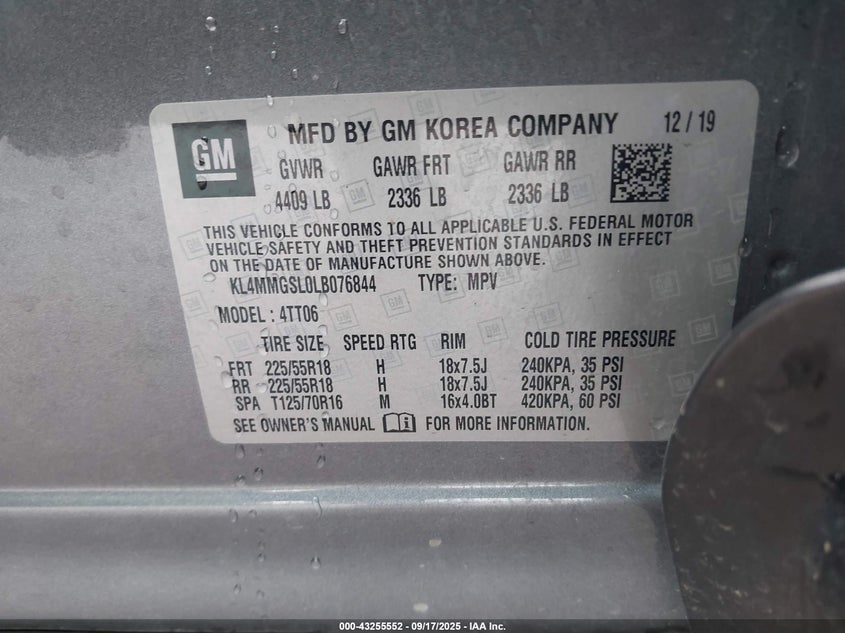 GM
MFD BY GM KOREA COMPANY 12 / 19
GVWR GAWR FRT GAWR RR
4409 LB 2336 LB 2336 LB
THIS VEHICLE CONFORMS TO ALL APPLICABLE U.S. FEDERAL MOTOR
VEHICLE SAFETY AND THEFT PREVENTION STANDARDS IN EFFECT
ON THE DATE OF MANUFACTURE SHOWN ABOVE.
KL4MMGSL0LB076844 TYPE: MPV
MODEL : 4TT06
TIRE SIZE SPEED RTG RIM COLD TIRE PRESSURE
FRT 225/55R18 H 18x7.5J 240KPA, 35 PSI
RR 225/55R18 H 18x7.5J 240KPA, 35 PSI
SPA T125/70R16 M 16x4.0BT 420KPA, 60 PSI
SEE OWNER'S MANUAL FOR MORE INFORMATION.
000-43255552 - 09/17/2025 - IAA Inc.